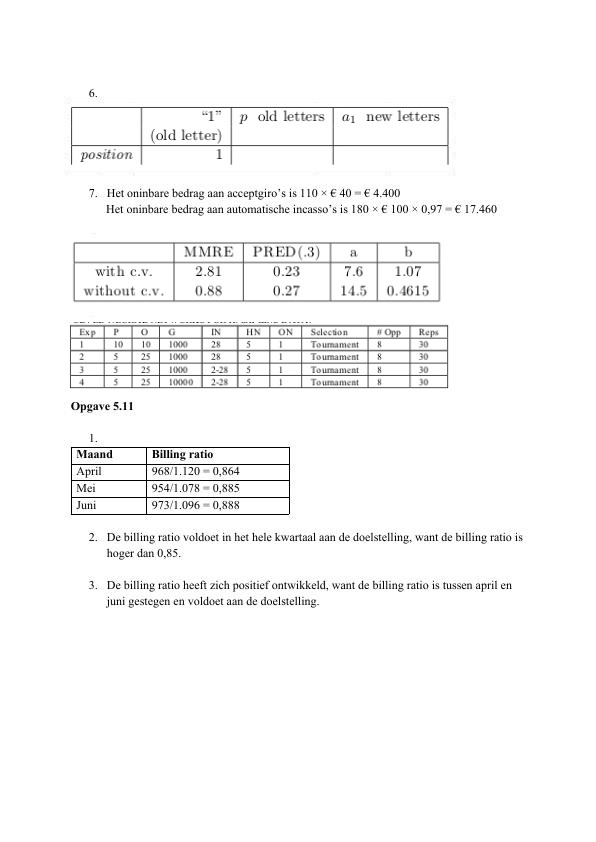 6.
“1” p old letters a₁ new letters
(old letter)
position 1
7. Het oninbare bedrag aan acceptgiro’s is 110 × € 40 = € 4.400
Het oninbare bedrag aan automatische incasso’s is 180 × € 100 × 0,97 = € 17.460
MMRE PRED(.3) a b
with c.v. 2.81 0.23 7.6 1.07
without c.v. 0.88 0.27 14.5 0.4615
Exp P O G IN HN ON Selection # Opp Reps
1 10 10 1000 28 5 1 Tournament 8 30
2 5 25 1000 28 5 1 Tournament 8 30
3 5 25 1000 2-28 5 1 Tournament 8 30
4 5 25 10000 2-28 5 1 Tournament 8 30
Opgave 5.11
1.
Maand Billing ratio
April 968/1.120 = 0,864
Mei 954/1.078 = 0,885
Juni 973/1.096 = 0,888
2. De billing ratio voldoet in het hele kwartaal aan de doelstelling, want de billing ratio is
hoger dan 0,85.
3. De billing ratio heeft zich positief ontwikkeld, want de billing ratio is tussen april en
juni gestegen en voldoet aan de doelstelling.